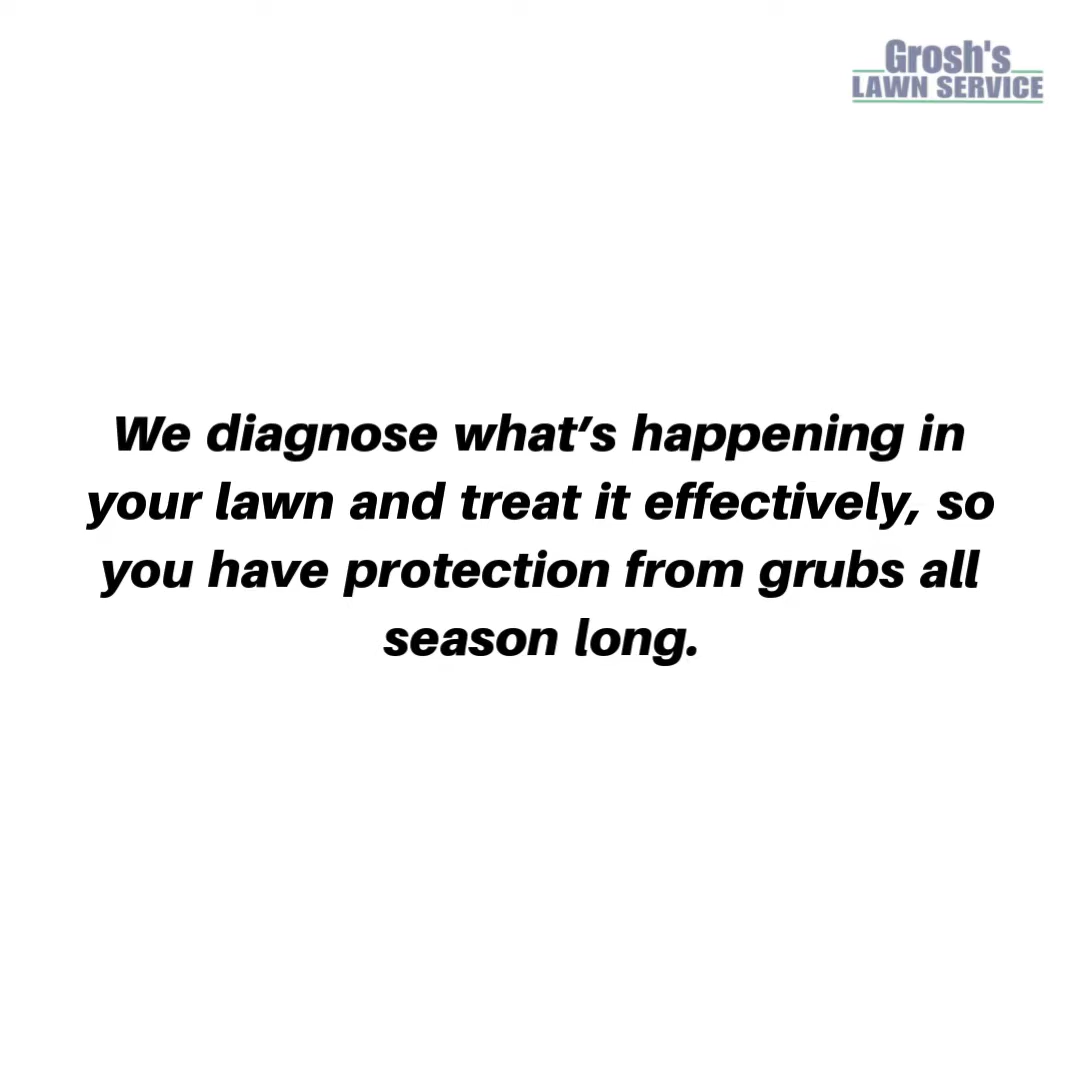 Grosh's
LAWN SERVICE
We diagnose what’s happening in
your lawn and treat it effectively, so
you have protection from grubs all
season long.